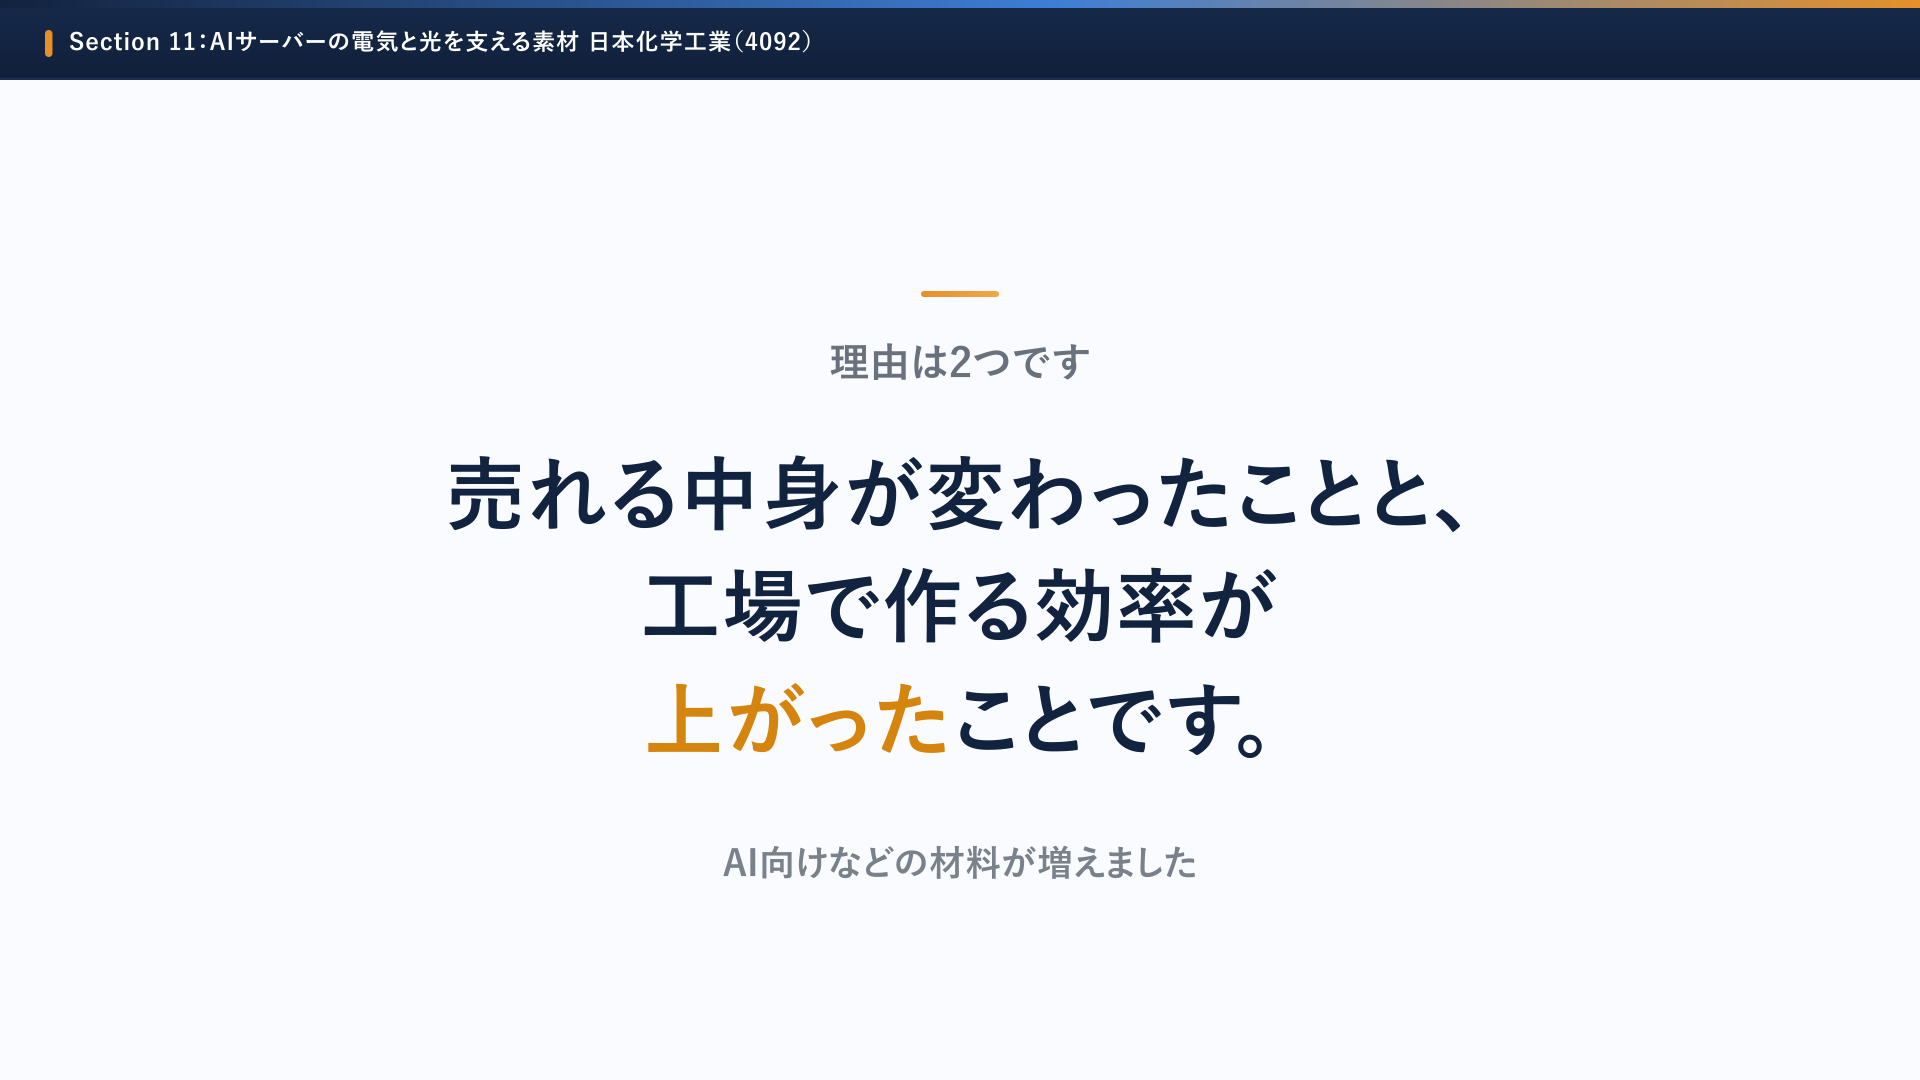 Section 11：AIサーバーの電気と光を支える素材 日本化学工業（4092）
理由は2つです
売れる中身が変わったことと、
工場で作る効率が
上がったことです。
AI向けなどの材料が増えました